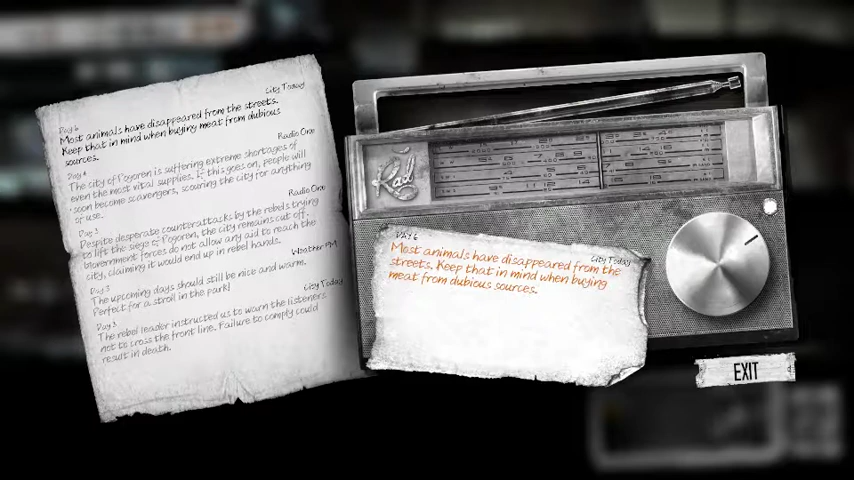 City Today
Day 6
Most animals have disappeared from the streets.
Keep that in mind when buying meat from dubious
sources.
Radio One
Day 4
The city of Pogoren is suffering extreme shortages of
even the most vital supplies. If this goes on, people will
soon become scavengers, scouring the city for anything
of use.
Radio One
Day 3
Despite desperate counterattacks by the rebels trying
to lift the siege of Pogoren, the city remains cut off.
Government forces do not allow any aid to reach the
city, claiming it would end up in rebel hands.
Weather FM
Day 3
The upcoming days should still be nice and warm.
Perfect for a stroll in the park!
City Today
Day 3
The rebel leader instructed us to warn the listeners
not to cross the front line. Failure to comply could
result in death.
Rad
Day 6
City Today
Most animals have disappeared from the
streets. Keep that in mind when buying
meat from dubious sources.
EXIT